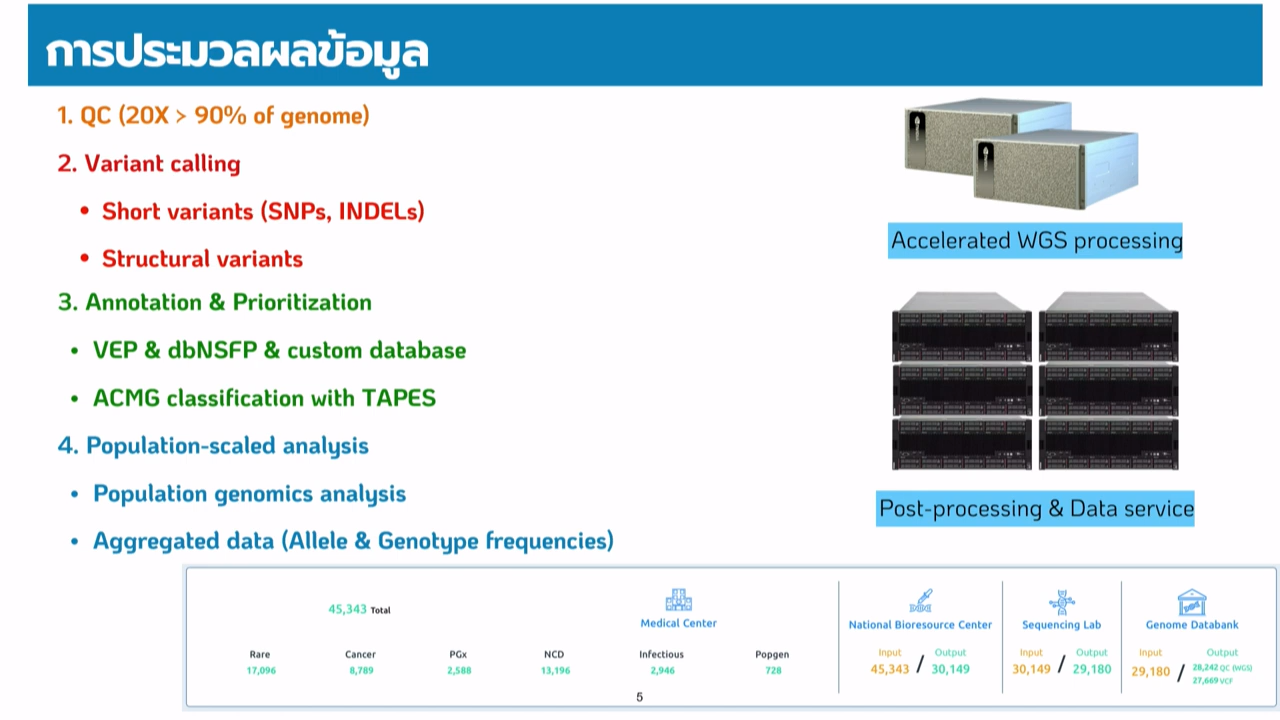 การประมวลผลข้อมูล
1. QC (20X > 90% of genome)
2. Variant calling
• Short variants (SNPs, INDELs)
• Structural variants
3. Annotation & Prioritization
• VEP & dbNSFP & custom database
• ACMG classification with TAPES
4. Population-scaled analysis
• Population genomics analysis
• Aggregated data (Allele & Genotype frequencies)
Accelerated WGS processing
Post-processing & Data service
45,343 Total
Medical Center
Rare Cancer PGx NCD Infectious Popgen
17,096 8,789 2,588 13,196 2,946 728
National Bioresource Center
Input Output
45,343 / 30,149
Sequencing Lab
Input Output
30,149 / 29,180
Genome Databank
Input Output
29,180 / 28,242 QC (WGS)
27,669 VCF
5